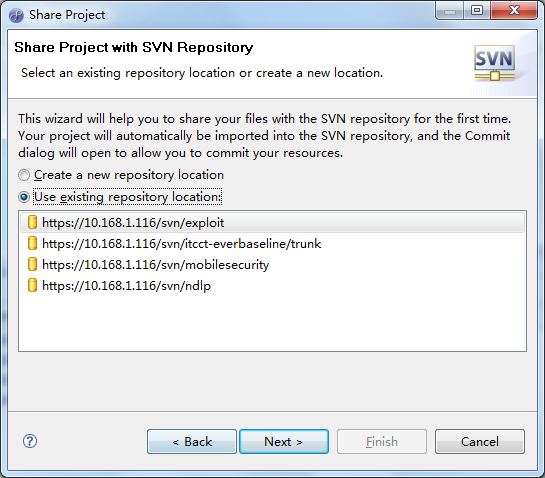 Share Project
Share Project with SVN Repository
Select an existing repository location or create a new location.
SVN
This wizard will help you to share your files with the SVN repository for the first time.
Your project will automatically be imported into the SVN repository, and the Commit
dialog will open to allow you to commit your resources.
Create a new repository location
Use existing repository location:
https://10.168.1.116/svn/exploit
https://10.168.1.116/svn/itcct-everbaseline/trunk
https://10.168.1.116/svn/mobilesecurity
https://10.168.1.116/svn/ndlp
?
< Back
Next >
Finish
Cancel